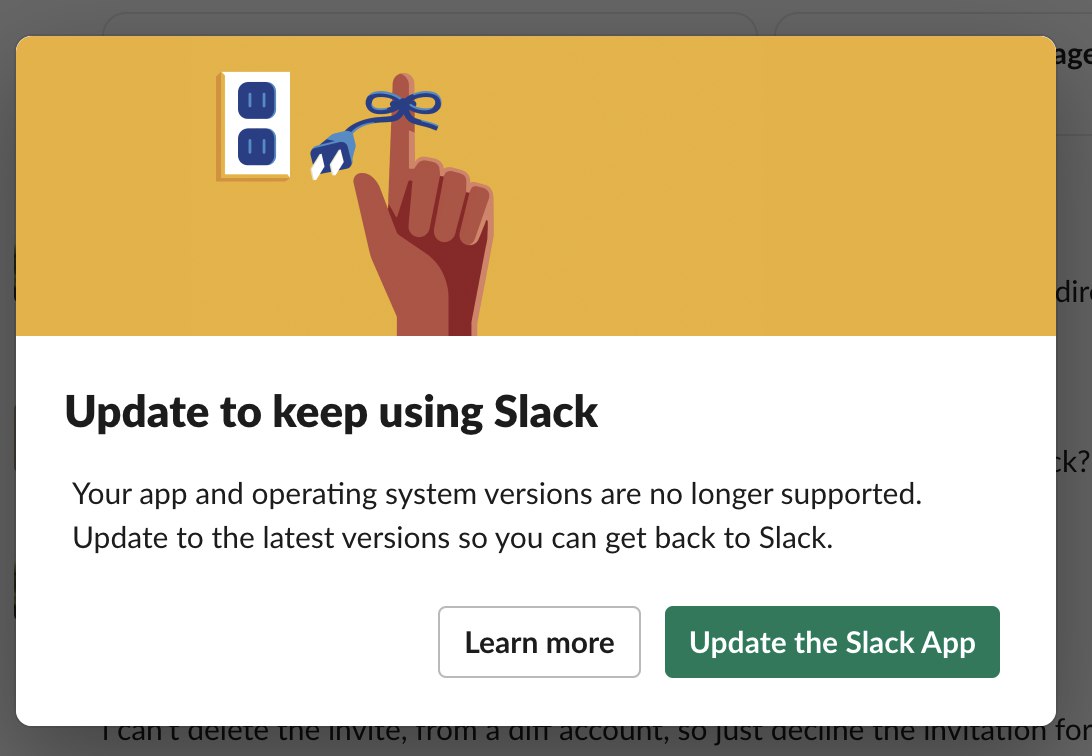 age
dire
ck?
Update to keep using Slack
Your app and operating system versions are no longer supported.
Update to the latest versions so you can get back to Slack.
Learn more
Update the Slack App
I can't delete the invite, from a diff account, so just decline the invitation for